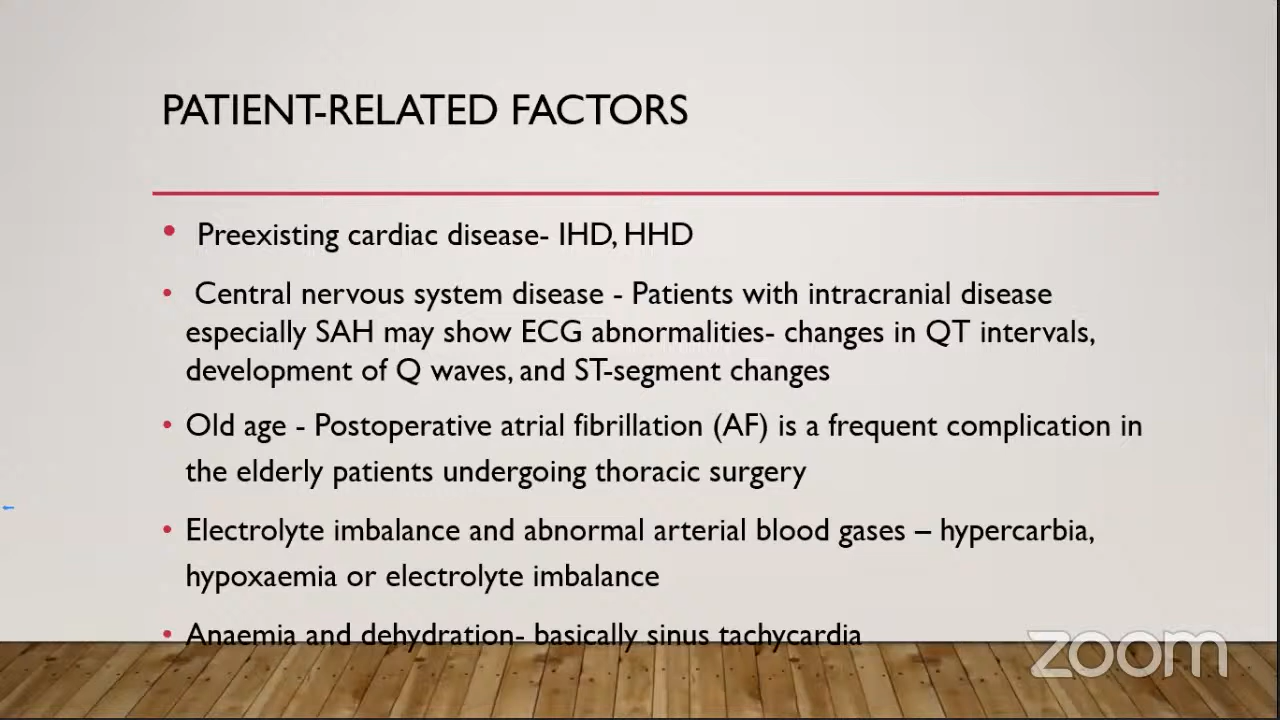 PATIENT-RELATED FACTORS
• Preexisting cardiac disease- IHD, HHD
• Central nervous system disease - Patients with intracranial disease
especially SAH may show ECG abnormalities- changes in QT intervals,
development of Q waves, and ST-segment changes
• Old age - Postoperative atrial fibrillation (AF) is a frequent complication in
the elderly patients undergoing thoracic surgery
• Electrolyte imbalance and abnormal arterial blood gases – hypercarbia,
hypoxaemia or electrolyte imbalance
• Anaemia and dehydration- basically sinus tachycardia
zoom